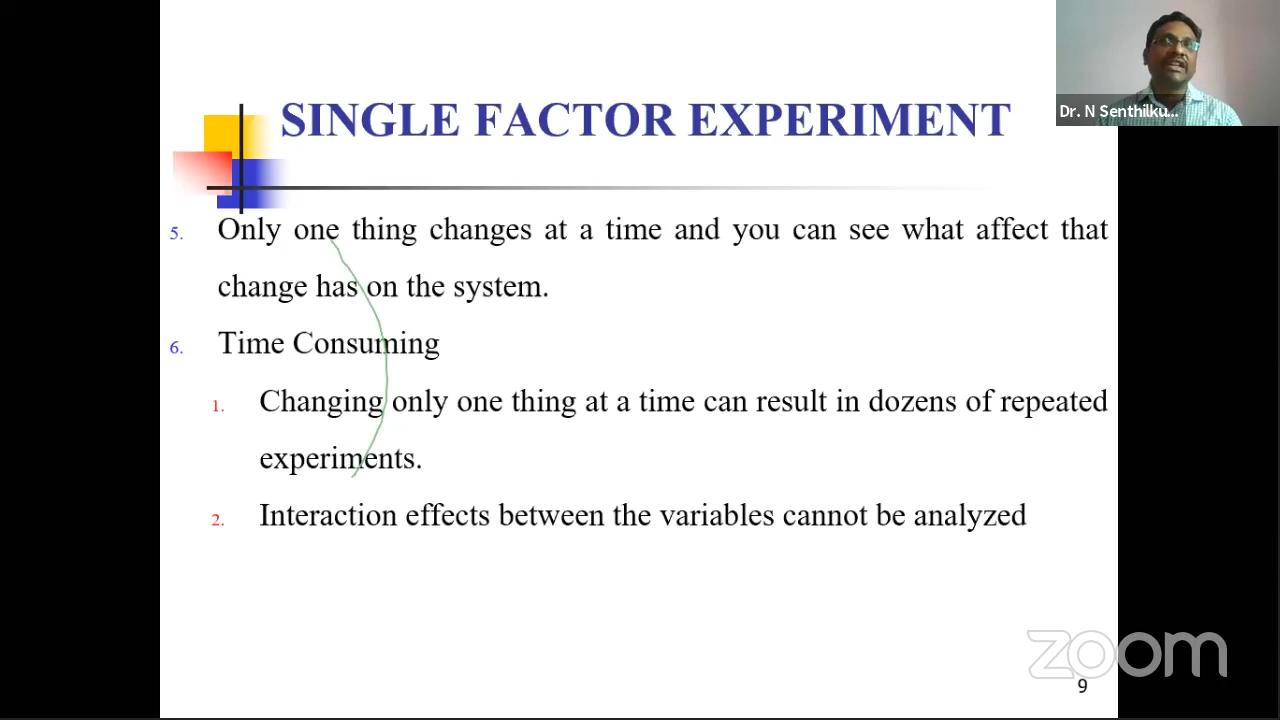 SINGLE FACTOR EXPERIMENT
Dr. N Senthilku...
5. Only one thing changes at a time and you can see what affect that
change has on the system.
6. Time Consuming
1. Changing only one thing at a time can result in dozens of repeated
experiments.
2. Interaction effects between the variables cannot be analyzed
zoom
9